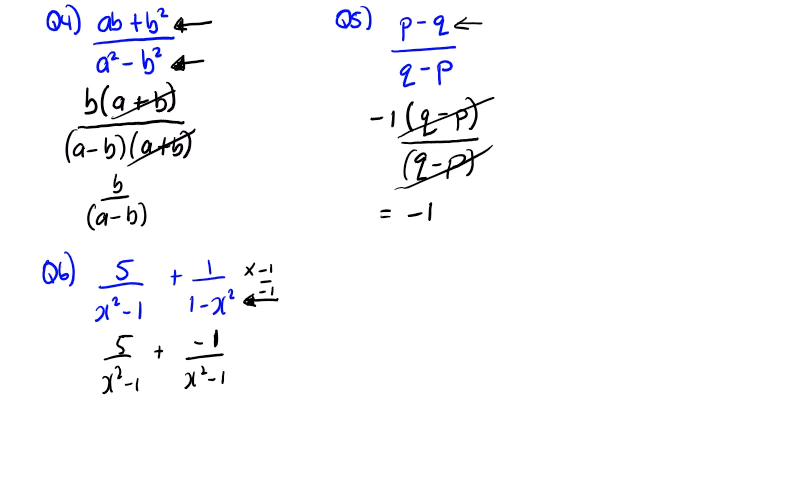 Q4) ab + b² / a² - b²
b(a + b) / (a - b)(a + b)
b / (a - b)
Q5) p - q / q - p
-1(q - p) / (q - p)
= -1
Q6) 5 / x² - 1 + 1 / 1 - x² × -1 / -1
5 / x² - 1 + -1 / x² - 1